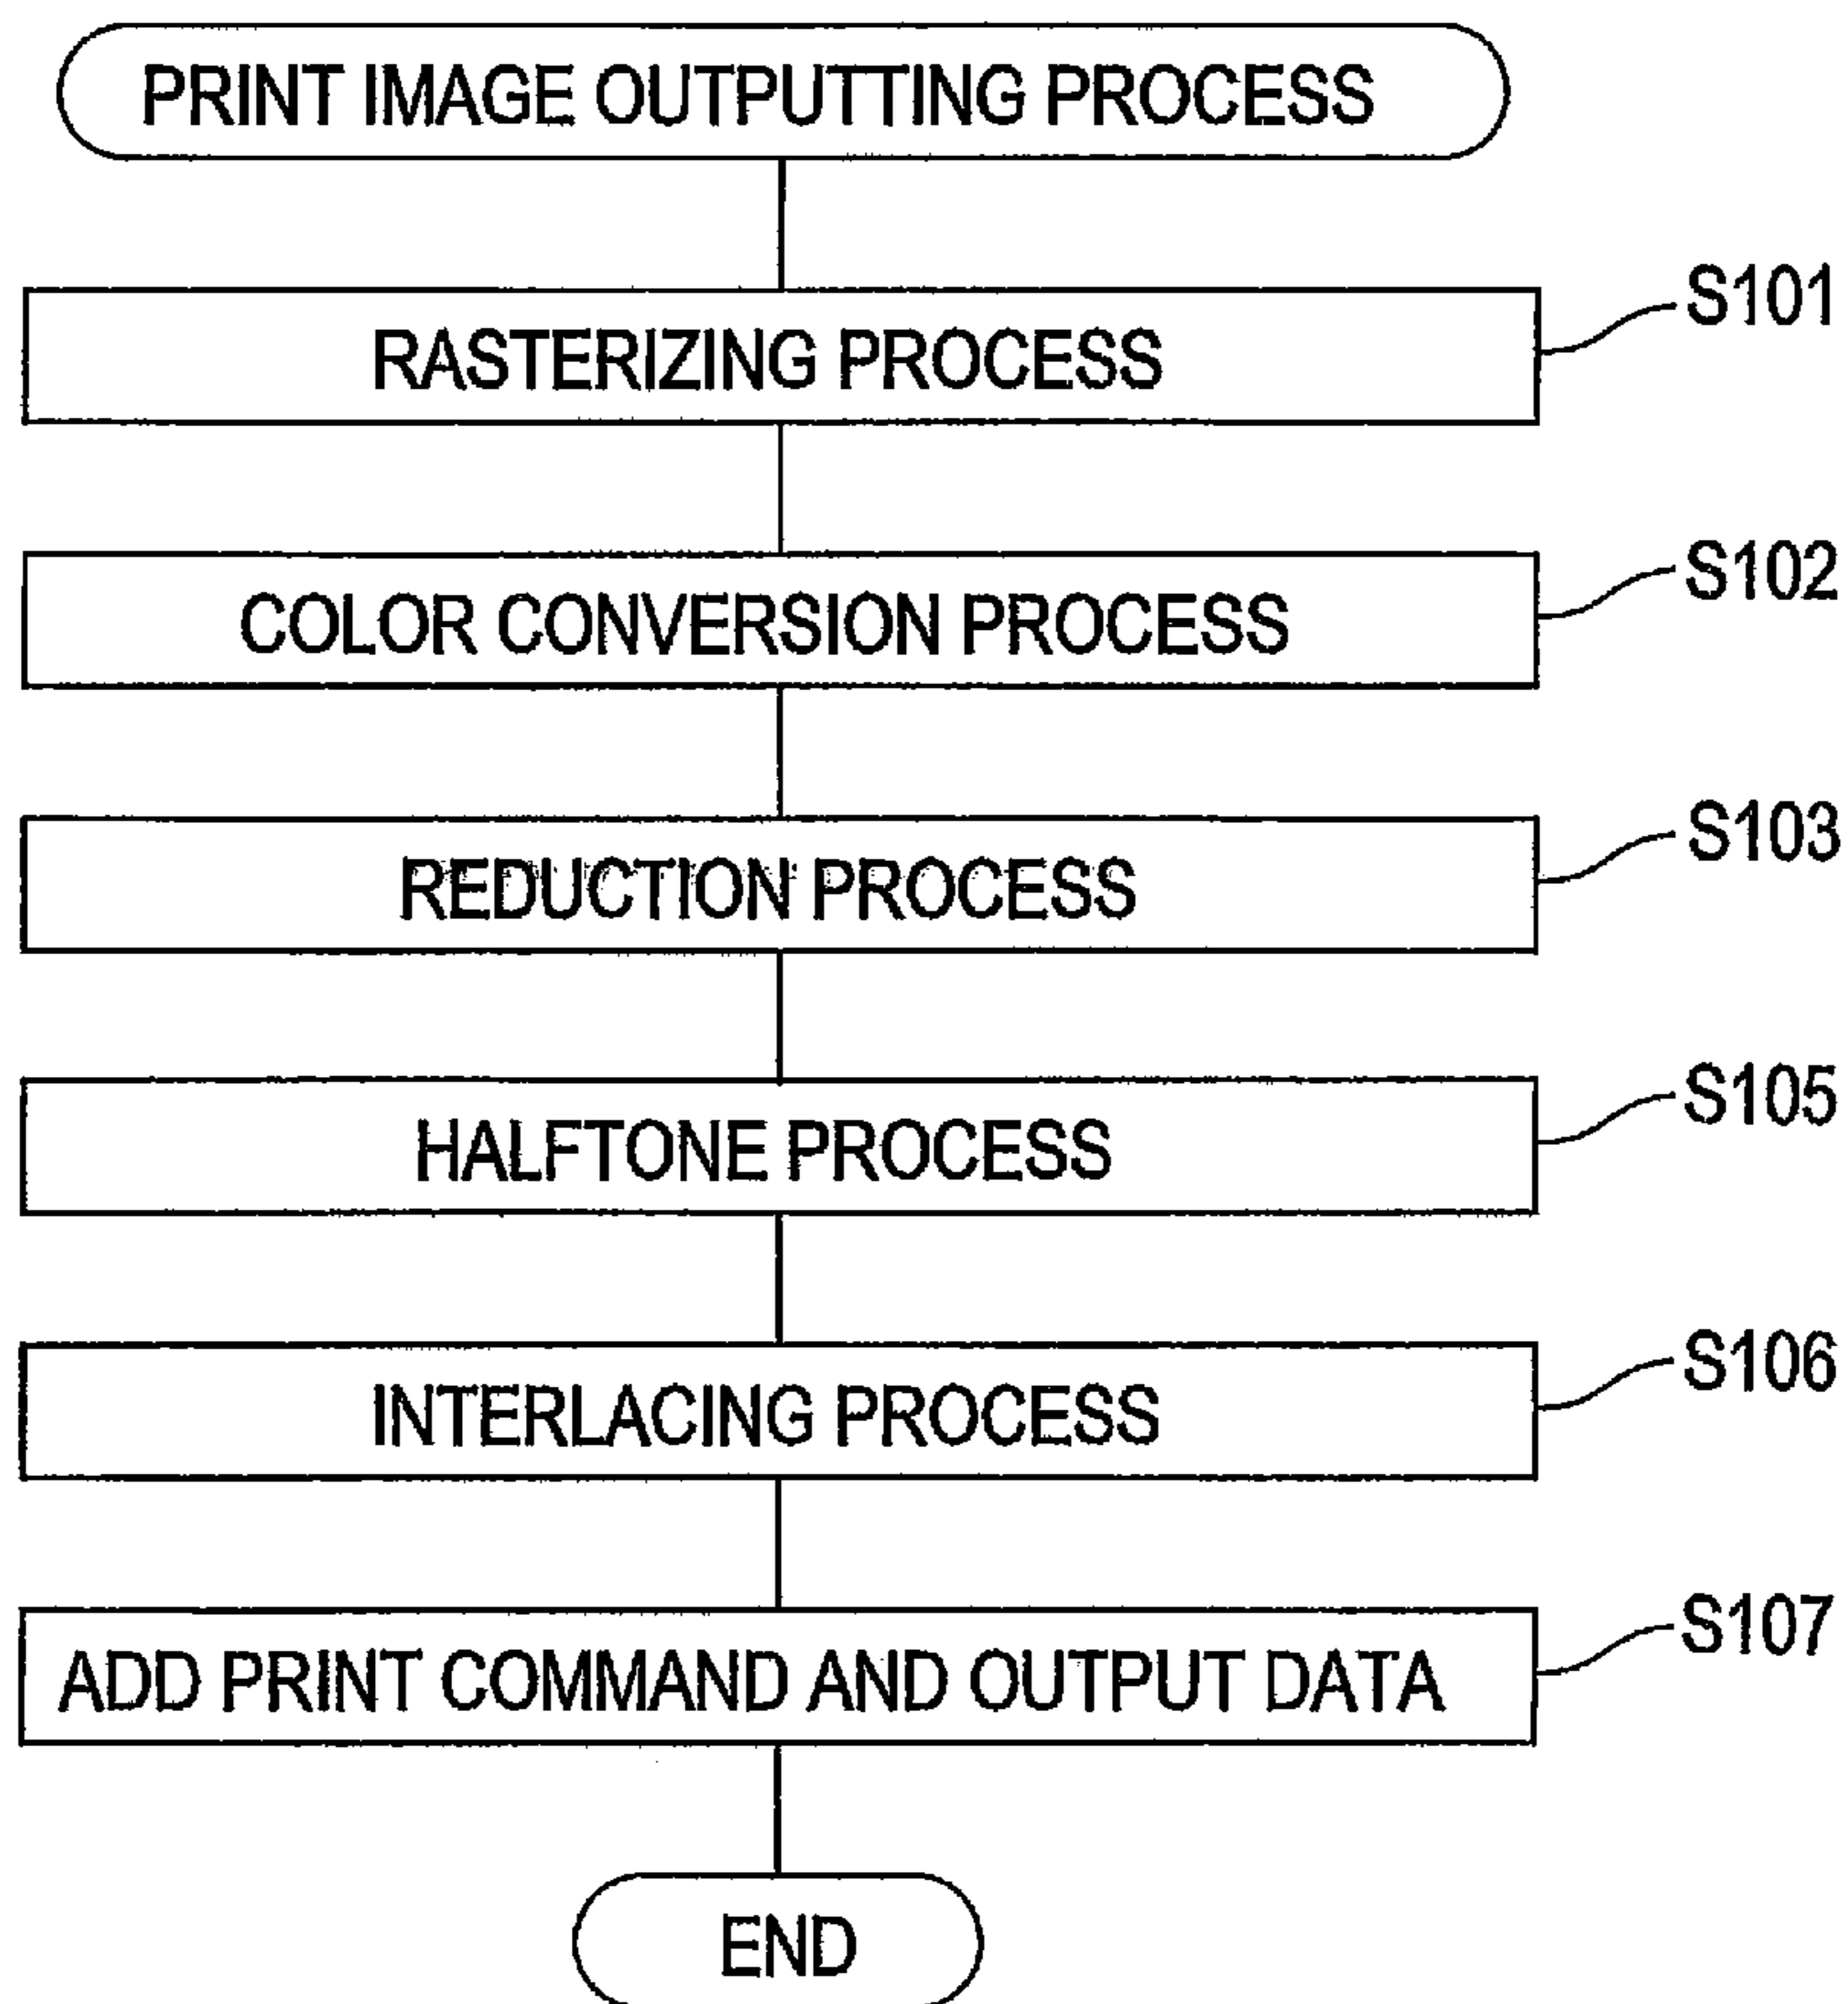 PRINT IMAGE OUTPUTTING PROCESS
RASTERIZING PROCESS
S101
COLOR CONVERSION PROCESS
S102
REDUCTION PROCESS
S103
HALFTONE PROCESS
S105
INTERLACING PROCESS
S106
ADD PRINT COMMAND AND OUTPUT DATA
S107
END